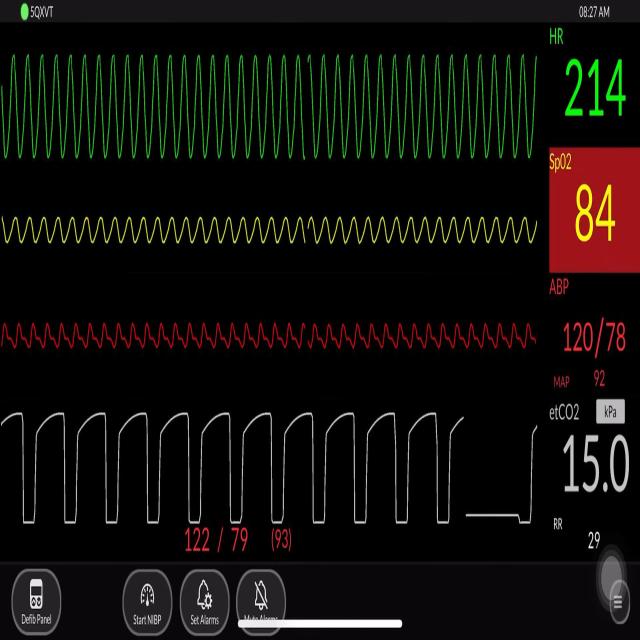 5QXVT
08:27 AM
HR
214
SpO2
84
ABP
120/78
MAP 92
etCO2 kPa
15.0
RR
29
122 / 79 (93)
Defib Panel
Start NIBP
Set Alarms
Mute Alarms